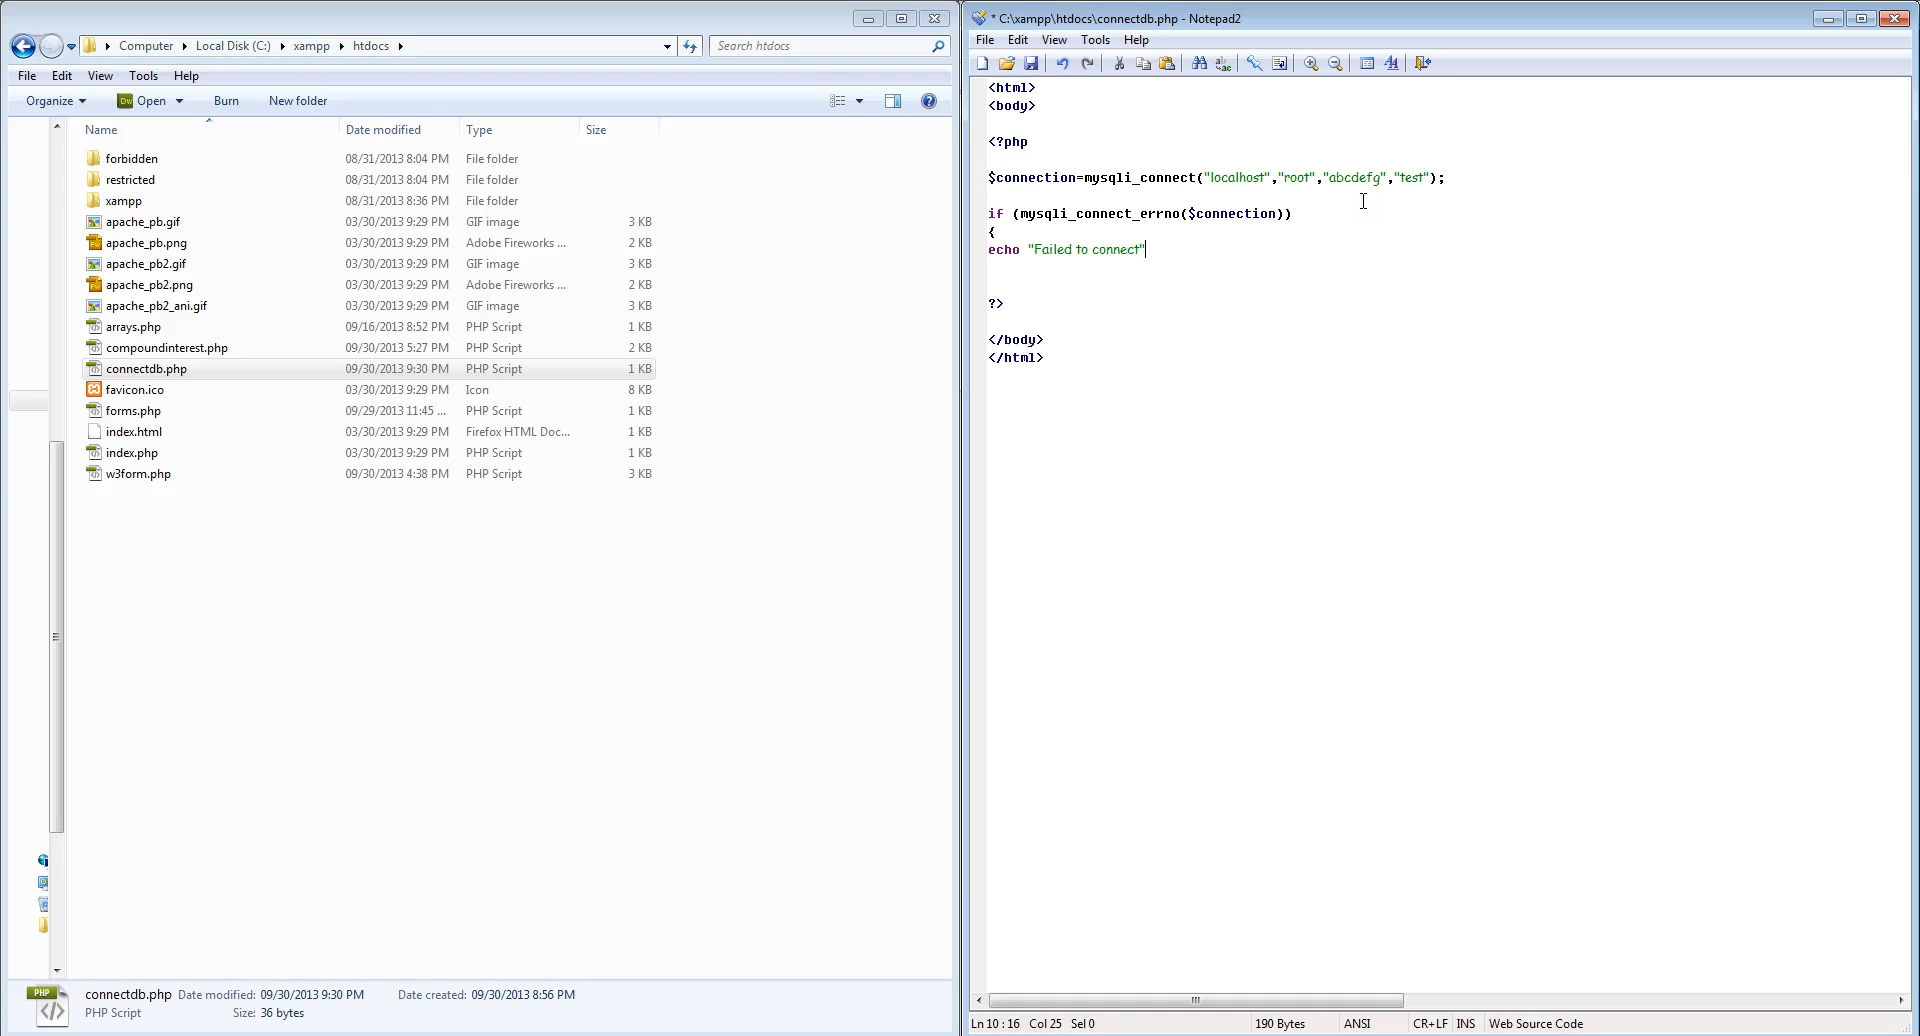 Computer Local Disk (C:) xampp htdocs
Search htdocs
File Edit View Tools Help
Organize Dw Open Burn New folder
Name Date modified Type Size
forbidden 08/31/2013 8:04 PM File folder
restricted 08/31/2013 8:04 PM File folder
xampp 08/31/2013 8:36 PM File folder
apache_pb.gif 03/30/2013 9:29 PM GIF image 3 KB
apache_pb.png 03/30/2013 9:29 PM Adobe Fireworks ... 2 KB
apache_pb2.gif 03/30/2013 9:29 PM GIF image 3 KB
apache_pb2.png 03/30/2013 9:29 PM Adobe Fireworks ... 2 KB
apache_pb2_ani.gif 03/30/2013 9:29 PM GIF image 3 KB
arrays.php 09/16/2013 8:52 PM PHP Script 1 KB
compoundinterest.php 09/30/2013 5:27 PM PHP Script 2 KB
connectdb.php 09/30/2013 9:30 PM PHP Script 1 KB
favicon.ico 03/30/2013 9:29 PM Icon 8 KB
forms.php 09/29/2013 11:45 ... PHP Script 1 KB
index.html 03/30/2013 9:29 PM Firefox HTML Doc... 1 KB
index.php 03/30/2013 9:29 PM PHP Script 1 KB
w3form.php 09/30/2013 4:38 PM PHP Script 3 KB
PHP
connectdb.php Date modified: 09/30/2013 9:30 PM Date created: 09/30/2013 8:56 PM
PHP Script Size: 36 bytes
* C:\xampp\htdocs\connectdb.php - Notepad2
File Edit View Tools Help
<html>
<body>
<?php
$connection=mysqli_connect("localhost","root","abcdefg","test");
if (mysqli_connect_errno($connection))
{
echo "Failed to connect"
?>
</body>
</html>
Ln 10 : 16 Col 25 Sel 0 190 Bytes ANSI CR+LF INS Web Source Code